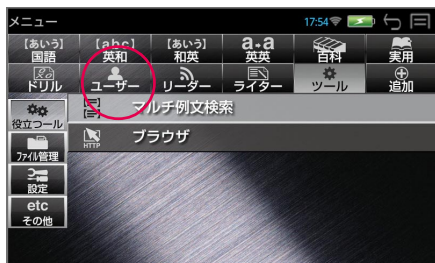 メニュー 17:54
【あいう】 【abc】 【あいう】 a-a
国語 英和 和英 英英 百科 実用
ドリル ユーザー リーダー ライター ツール 追加
役立つール マルチ例文検索
HTTP ブラウザ
ファイル管理
設定
etc
その他